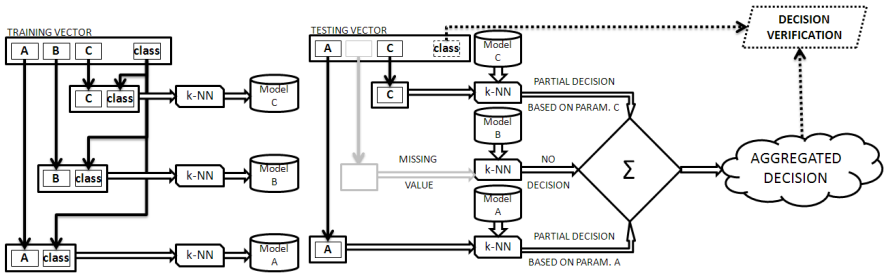 TRAINING VECTOR
A B C class
C class
k-NN
Model
C
B class
k-NN
Model
B
A class
k-NN
Model
A
TESTING VECTOR
A C class
Model
C
C
k-NN
PARTIAL DECISION
BASED ON PARAM. C
Model
B
MISSING
VALUE
k-NN
NO
DECISION
Model
A
A
k-NN
PARTIAL DECISION
BASED ON PARAM. A
Σ
AGGREGATED
DECISION
DECISION
VERIFICATION